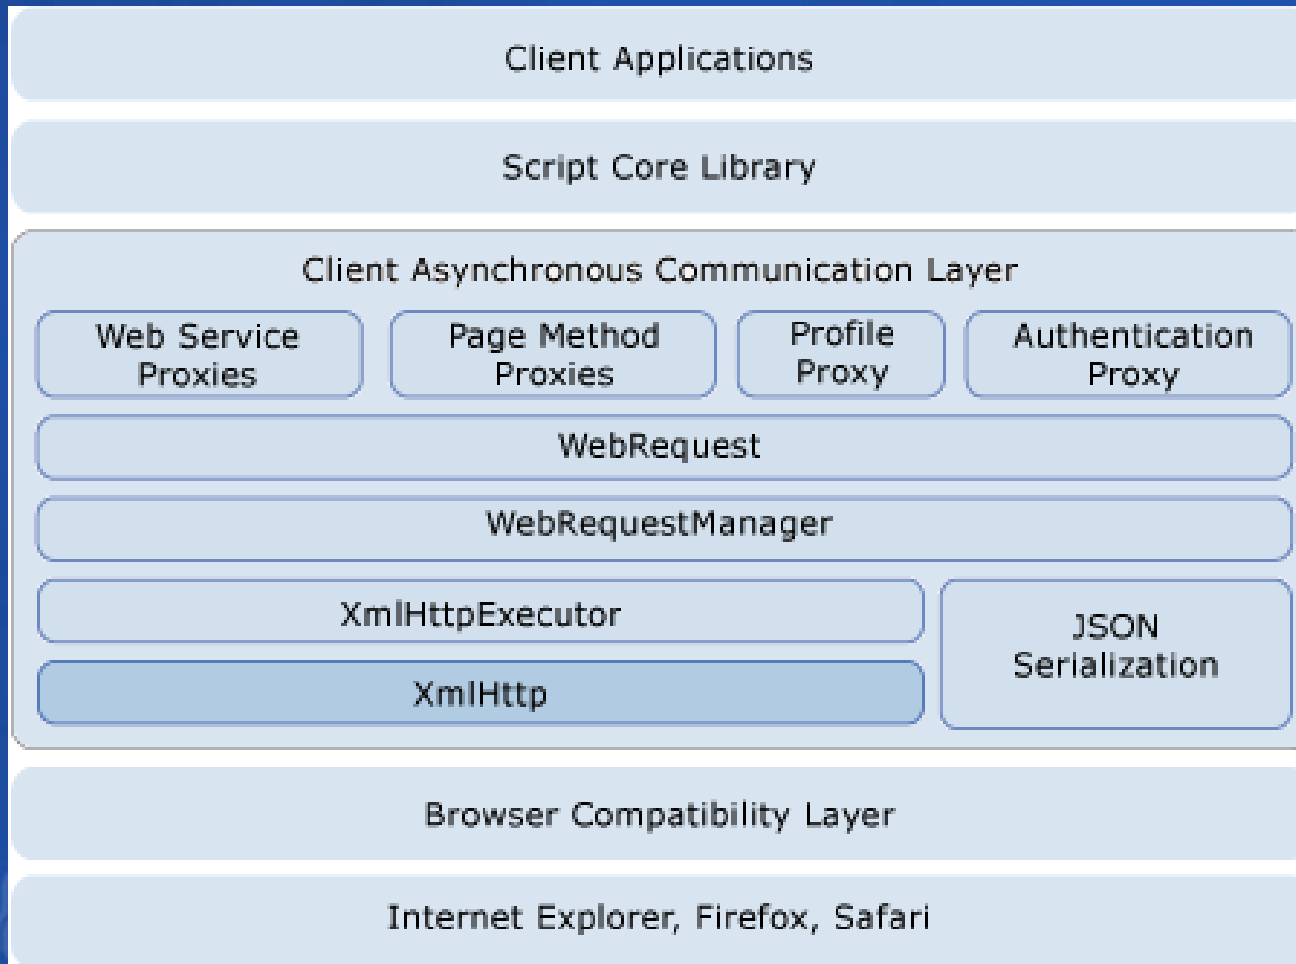 Client Applications
Script Core Library
Client Asynchronous Communication Layer
Web Service
Proxies
Page Method
Proxies
Profile
Proxy
Authentication
Proxy
WebRequest
WebRequestManager
XmlHttpExecutor
JSON
Serialization
XmlHttp
Browser Compatibility Layer
Internet Explorer, Firefox, Safari